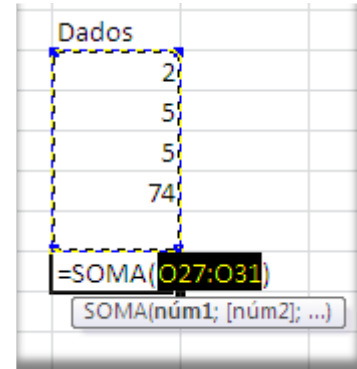 Dados
2
5
5
74
=SOMA(O27:O31)
SOMA(núm1; [núm2]; ...)